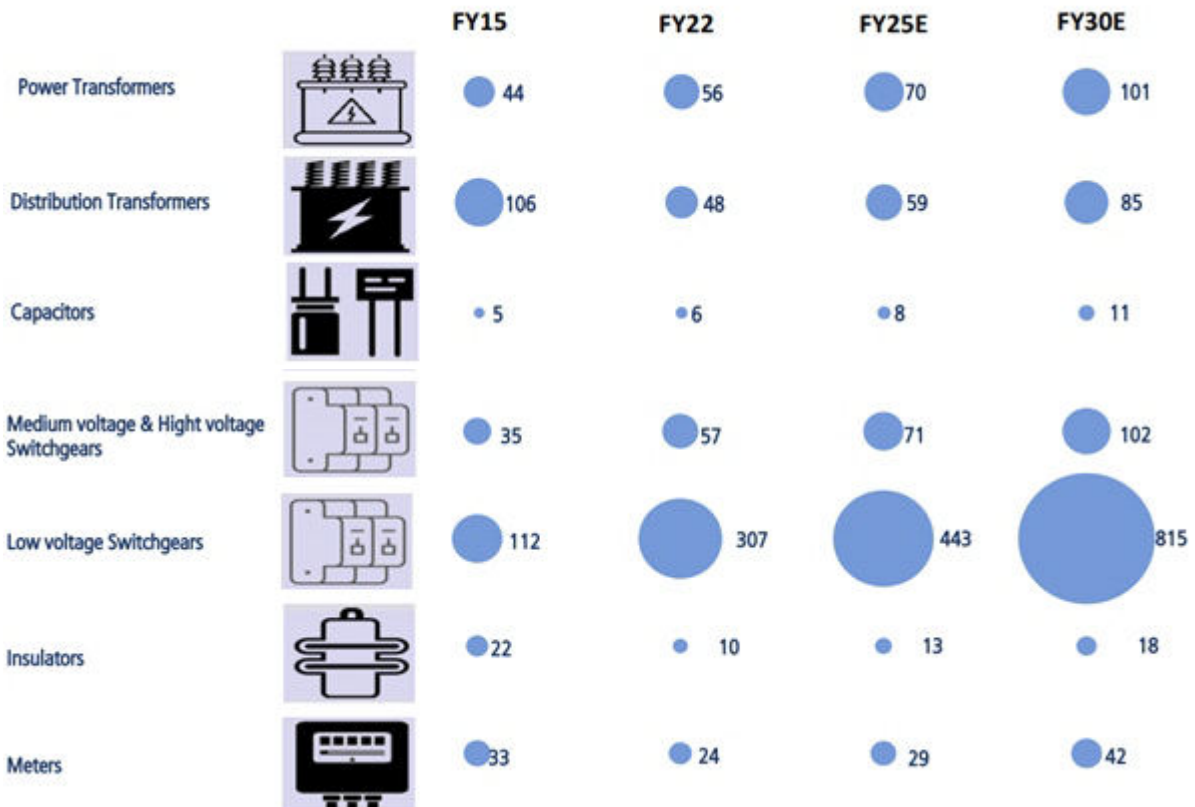 FY15 FY22 FY25E FY30E
Power Transformers 44 56 70 101
Distribution Transformers 106 48 59 85
Capacitors 5 6 8 11
Medium voltage & Hight voltage
Switchgears 35 57 71 102
Low voltage Switchgears 112 307 443 815
Insulators 22 10 13 18
Meters 33 24 29 42